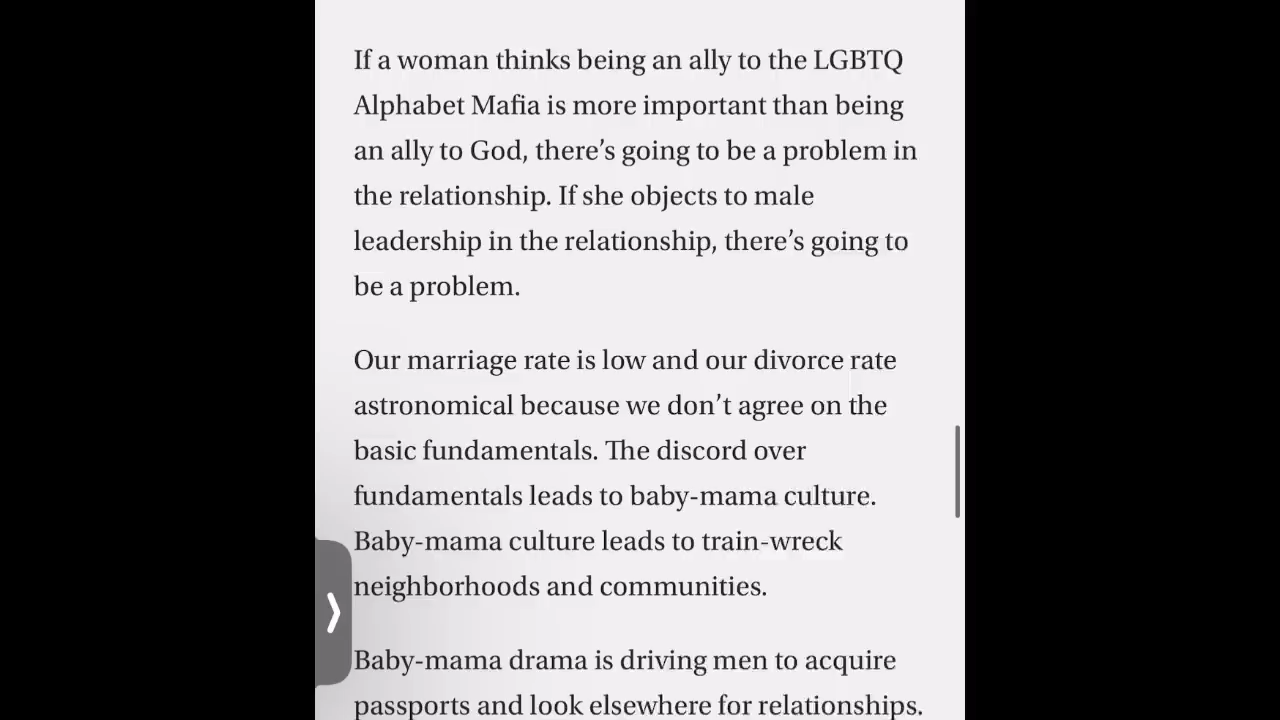 If a woman thinks being an ally to the LGBTQ
Alphabet Mafia is more important than being
an ally to God, there’s going to be a problem in
the relationship. If she objects to male
leadership in the relationship, there’s going to
be a problem.
Our marriage rate is low and our divorce rate
astronomical because we don’t agree on the
basic fundamentals. The discord over
fundamentals leads to baby-mama culture.
Baby-mama culture leads to train-wreck
neighborhoods and communities.
Baby-mama drama is driving men to acquire
passports and look elsewhere for relationships.